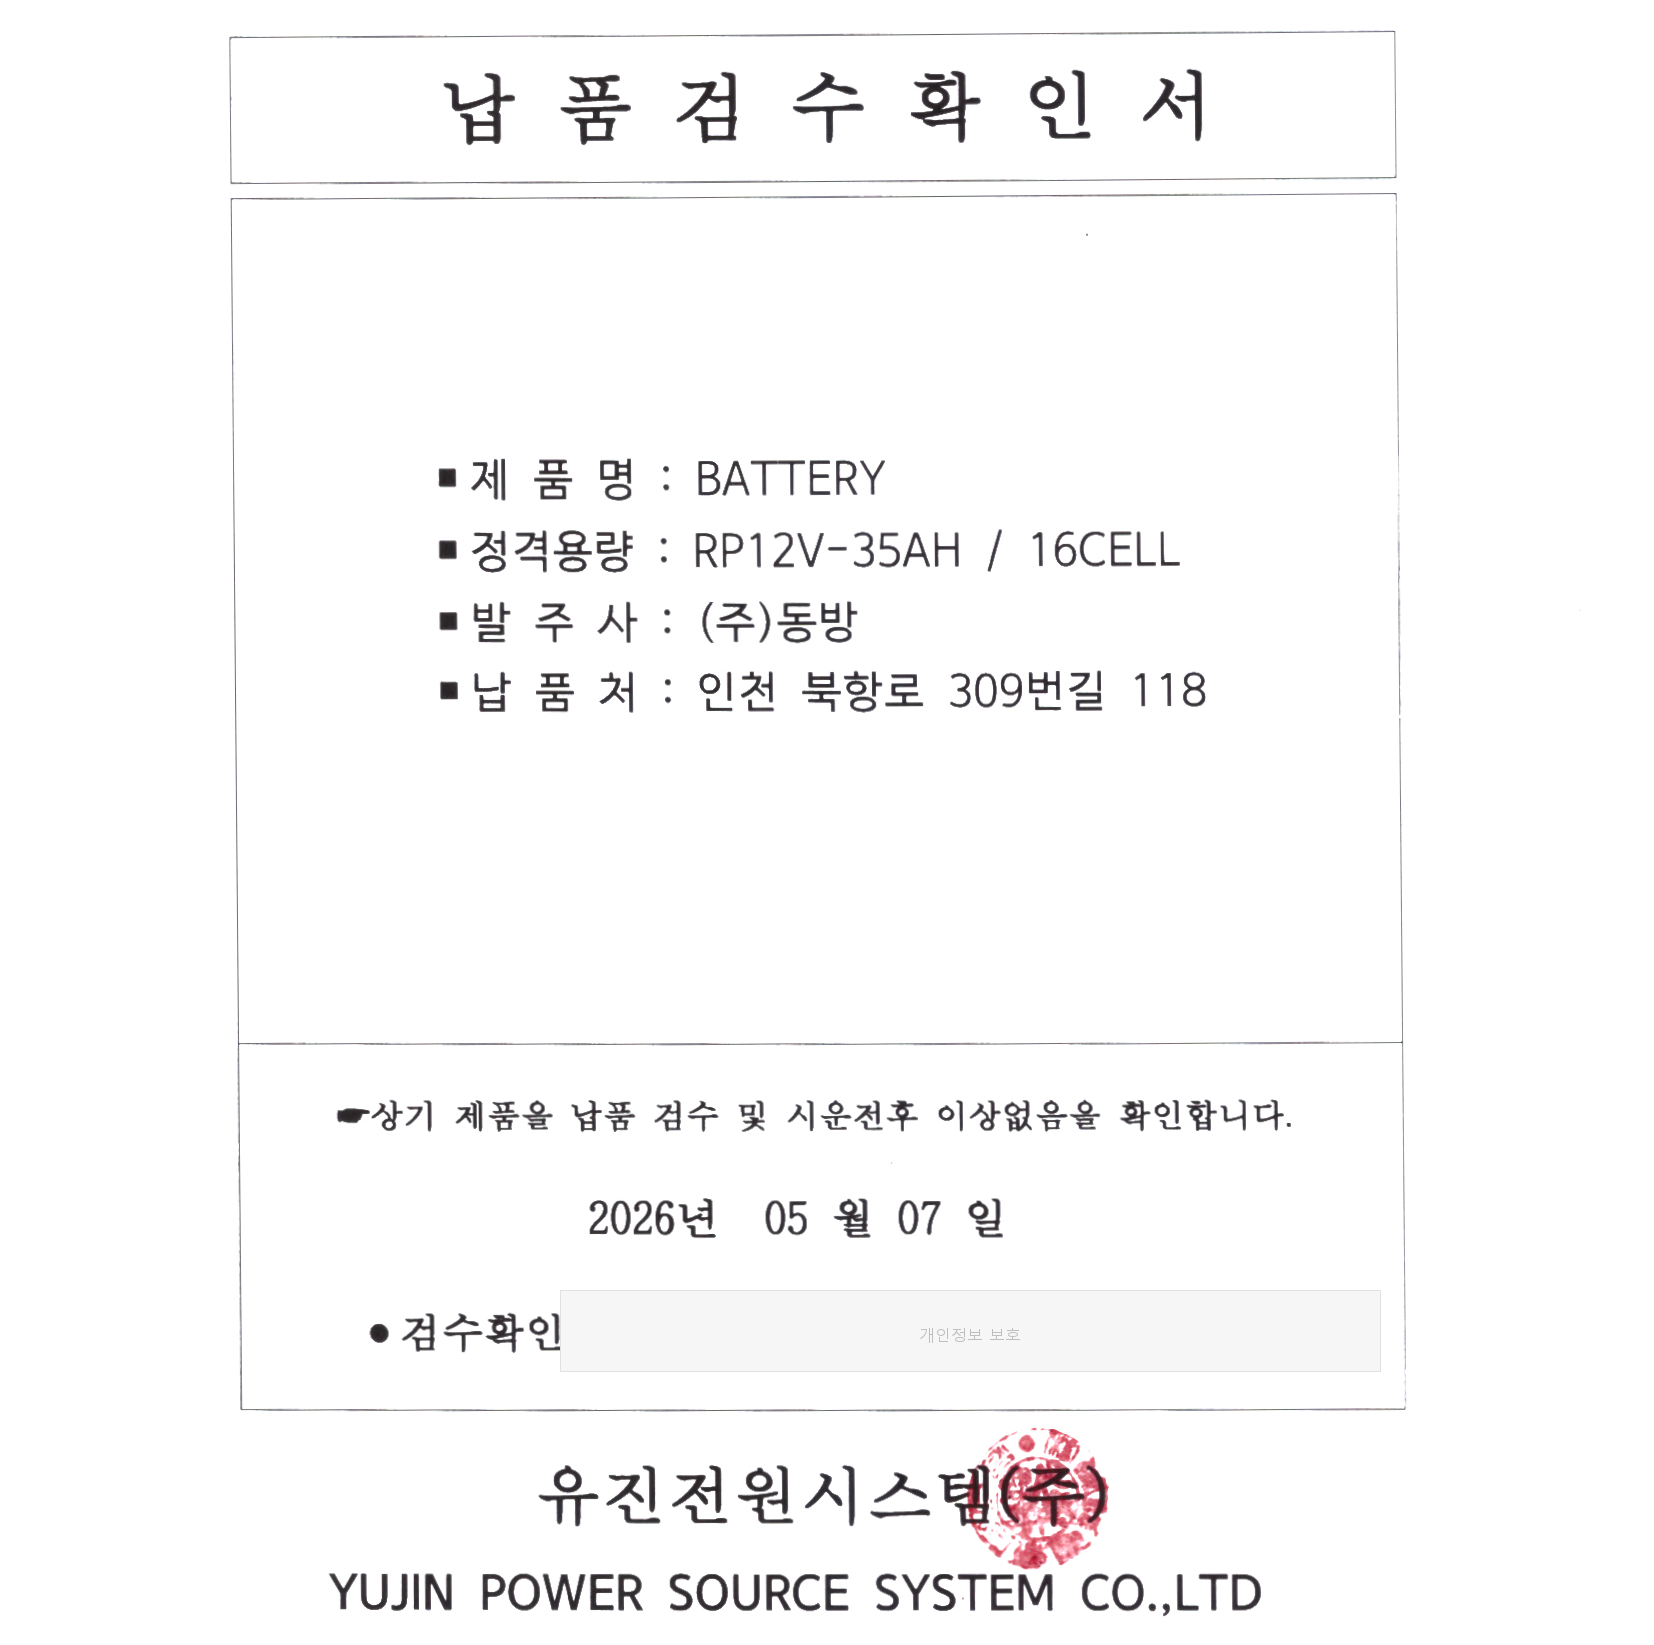 납 품 검 수 확 인 서
■ 제 품 명 : BATTERY
■ 정격용량 : RP12V-35AH / 16CELL
■ 발 주 사 : (주)동방
■ 납 품 처 : 인천 북항로 309번길 118
☛상기 제품을 납품 검수 및 시운전후 이상없음을 확인합니다.
2026년 05 월 07 일
● 검수확인
개인정보 보호
유진전원시스템(주)
YUJIN POWER SOURCE SYSTEM CO.,LTD